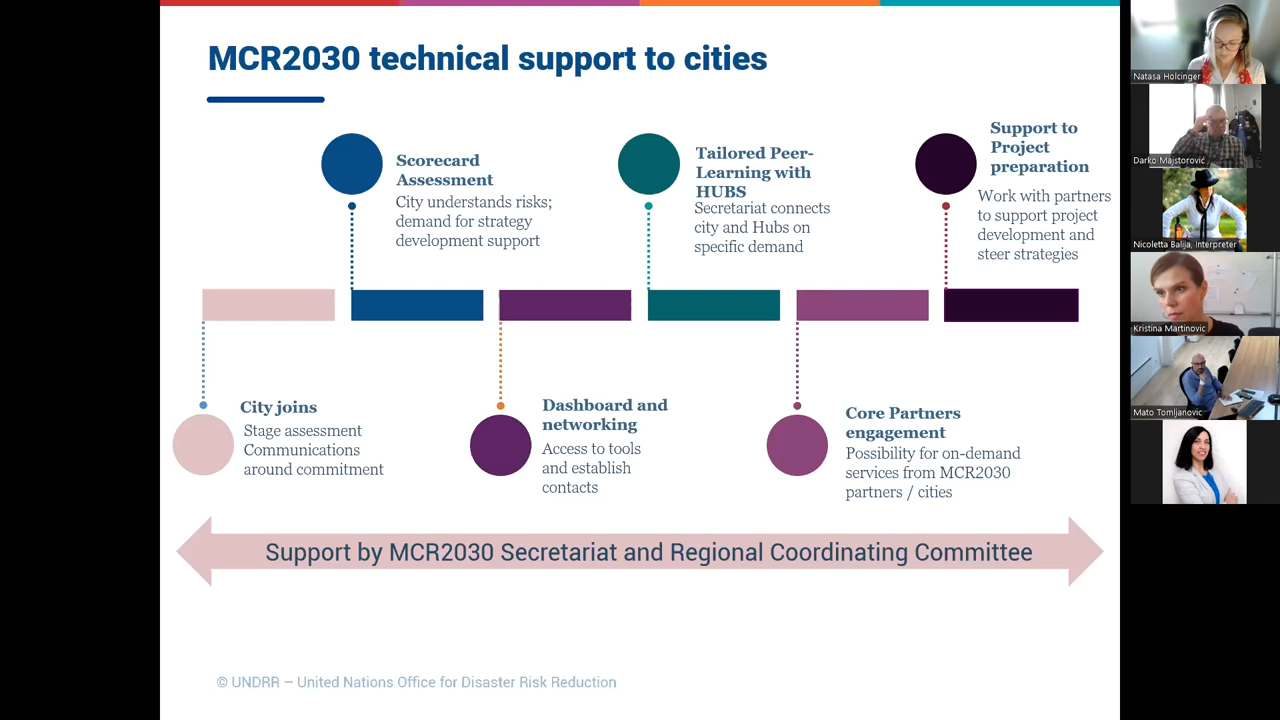 MCR2030 technical support to cities
Scorecard
Assessment
City understands risks;
demand for strategy
development support
Tailored Peer-
Learning with
HUBS
Secretariat connects
city and Hubs on
specific demand
Support to
Project
preparation
Work with partners
to support project
development and
steer strategies
City joins
Stage assessment
Communications
around commitment
Dashboard and
networking
Access to tools
and establish
contacts
Core Partners
engagement
Possibility for on-demand
services from MCR2030
partners / cities
Support by MCR2030 Secretariat and Regional Coordinating Committee
© UNDRR – United Nations Office for Disaster Risk Reduction
Natasa Holcinger
Darko Majstorović
Nicoletta Balija, Interpreter
Kristina Martinovic
Mato Tomljanovic